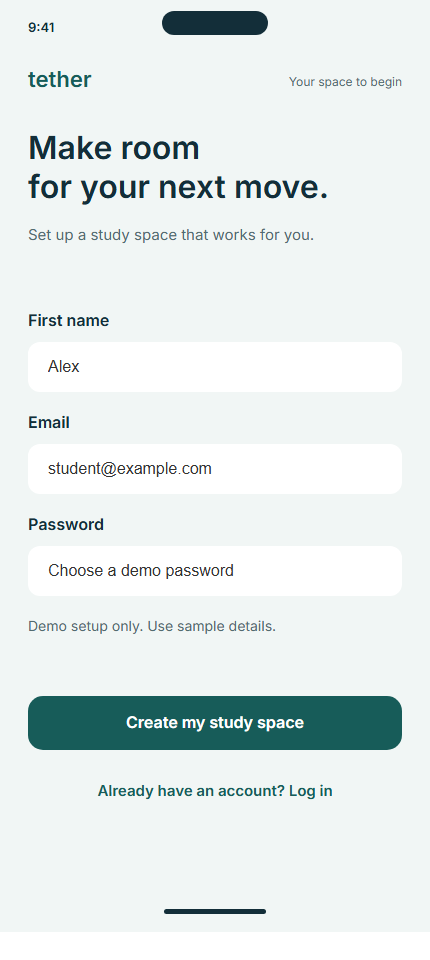 9:41
tether
Your space to begin
Make room
for your next move.
Set up a study space that works for you.
First name
Alex
Email
student@example.com
Password
Choose a demo password
Demo setup only. Use sample details.
Create my study space
Already have an account? Log in